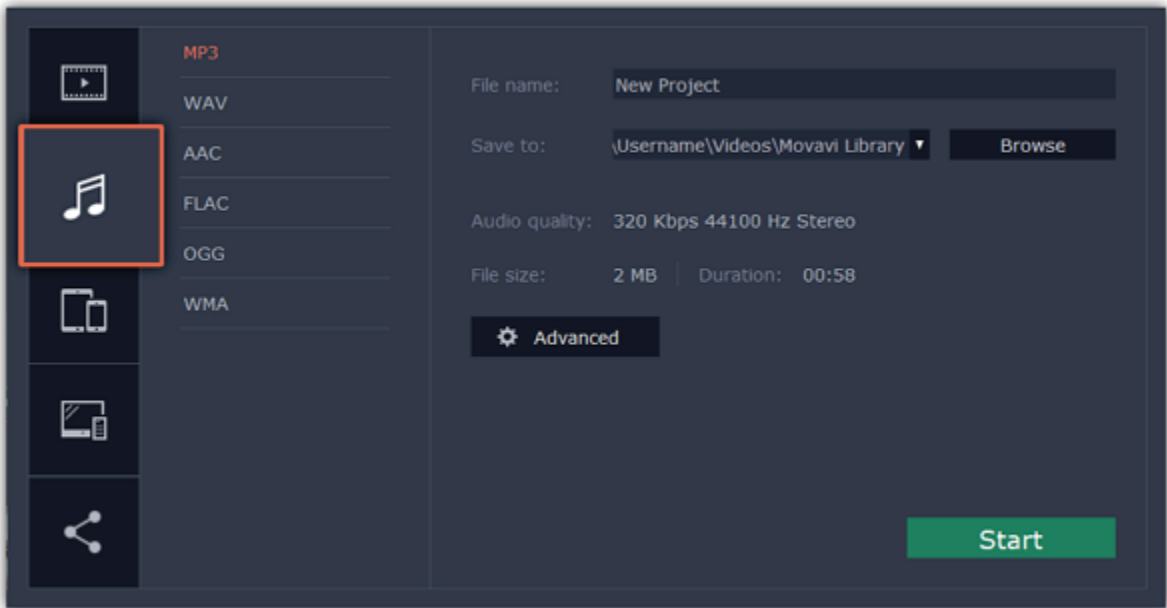 MP3
WAV
AAC
FLAC
OGG
WMA
File name: New Project
Save to: \Username\Videos\Movavi Library Browse
Audio quality: 320 Kbps 44100 Hz Stereo
File size: 2 MB Duration: 00:58
Advanced
Start